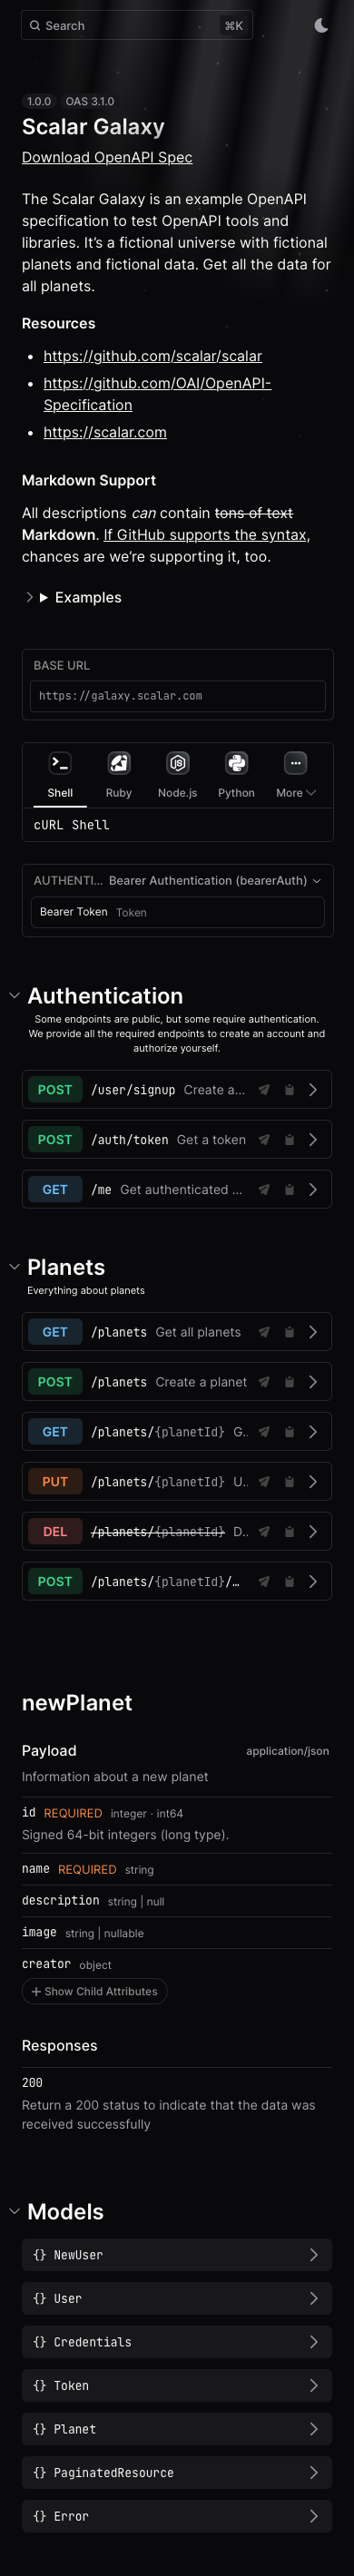 Search ⌘K
1.0.0 OAS 3.1.0
Scalar Galaxy
Download OpenAPI Spec
The Scalar Galaxy is an example OpenAPI
specification to test OpenAPI tools and
libraries. It’s a fictional universe with fictional
planets and fictional data. Get all the data for
all planets.
Resources
• https://github.com/scalar/scalar
• https://github.com/OAI/OpenAPI-
Specification
• https://scalar.com
Markdown Support
All descriptions can contain tons of text
Markdown. If GitHub supports the syntax,
chances are we’re supporting it, too.
Examples
BASE URL
https://galaxy.scalar.com
Shell Ruby Node.js Python More
cURL Shell
AUTHENTI... Bearer Authentication (bearerAuth)
Bearer Token Token
Authentication
Some endpoints are public, but some require authentication.
We provide all the required endpoints to create an account and
authorize yourself.
POST /user/signup Create a...
POST /auth/token Get a token
GET /me Get authenticated ...
Planets
Everything about planets
GET /planets Get all planets
POST /planets Create a planet
GET /planets/{planetId} G...
PUT /planets/{planetId} U...
DEL /planets/{planetId} D...
POST /planets/{planetId}/...
newPlanet
Payload application/json
Information about a new planet
id REQUIRED integer · int64
Signed 64-bit integers (long type).
name REQUIRED string
description string | null
image string | nullable
creator object
+ Show Child Attributes
Responses
200
Return a 200 status to indicate that the data was
received successfully
Models
{} NewUser
{} User
{} Credentials
{} Token
{} Planet
{} PaginatedResource
{} Error